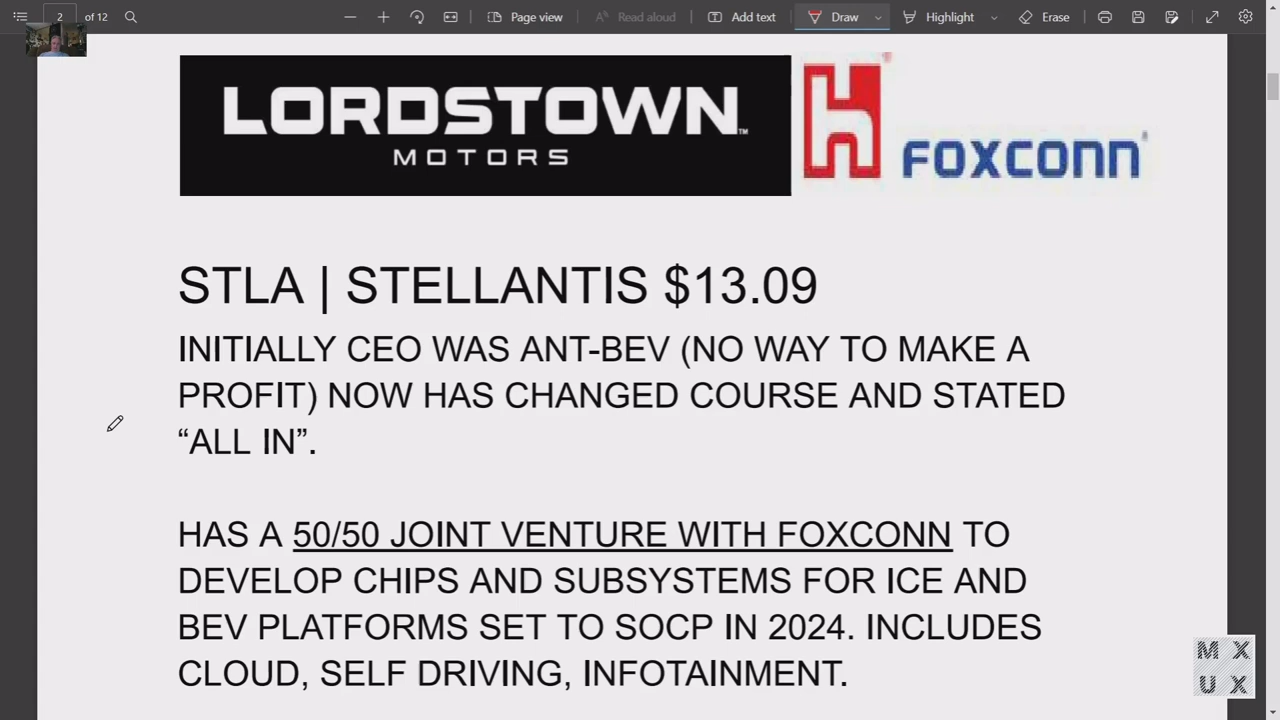 2 of 12 Page view Read aloud Add text Draw Highlight Erase
LORDSTOWN™
MOTORS
h FOXCONN
STLA | STELLANTIS $13.09
INITIALLY CEO WAS ANT-BEV (NO WAY TO MAKE A
PROFIT) NOW HAS CHANGED COURSE AND STATED
“ALL IN”.
HAS A 50/50 JOINT VENTURE WITH FOXCONN TO
DEVELOP CHIPS AND SUBSYSTEMS FOR ICE AND
BEV PLATFORMS SET TO SOCP IN 2024. INCLUDES
CLOUD, SELF DRIVING, INFOTAINMENT.
M X
U X